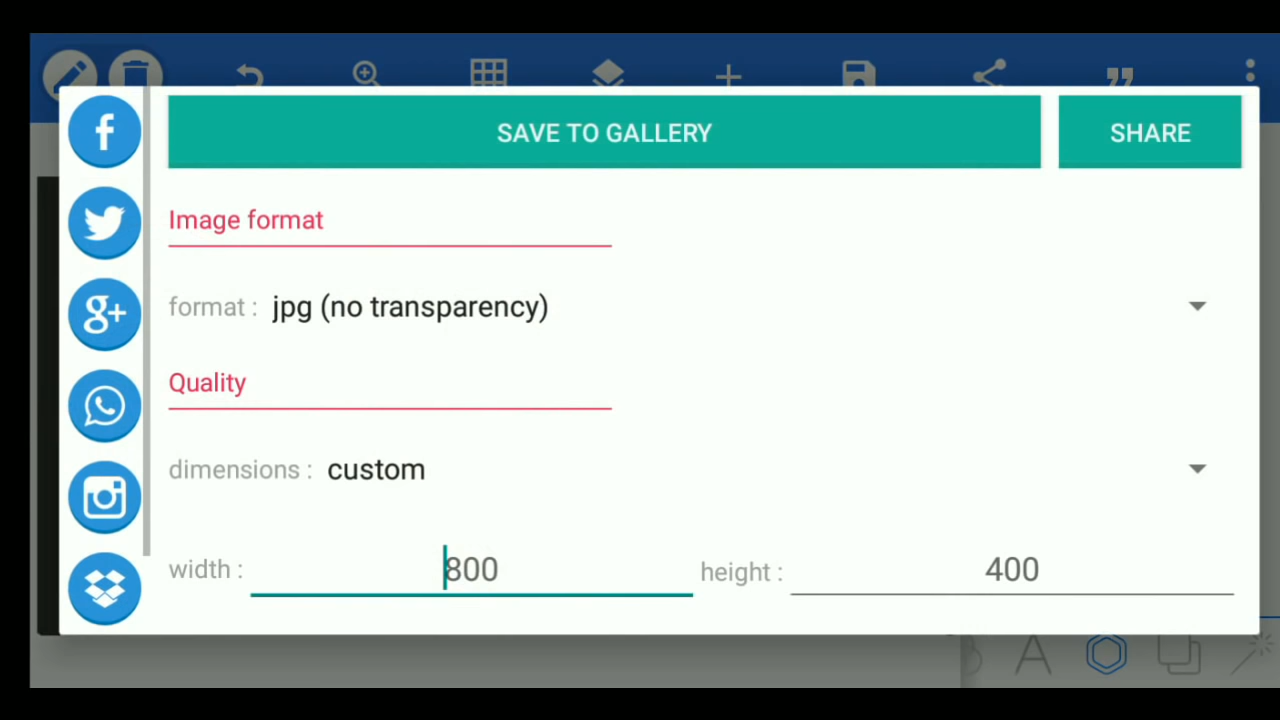 SAVE TO GALLERY
SHARE
Image format
format : jpg (no transparency)
Quality
dimensions : custom
width : 800
height : 400